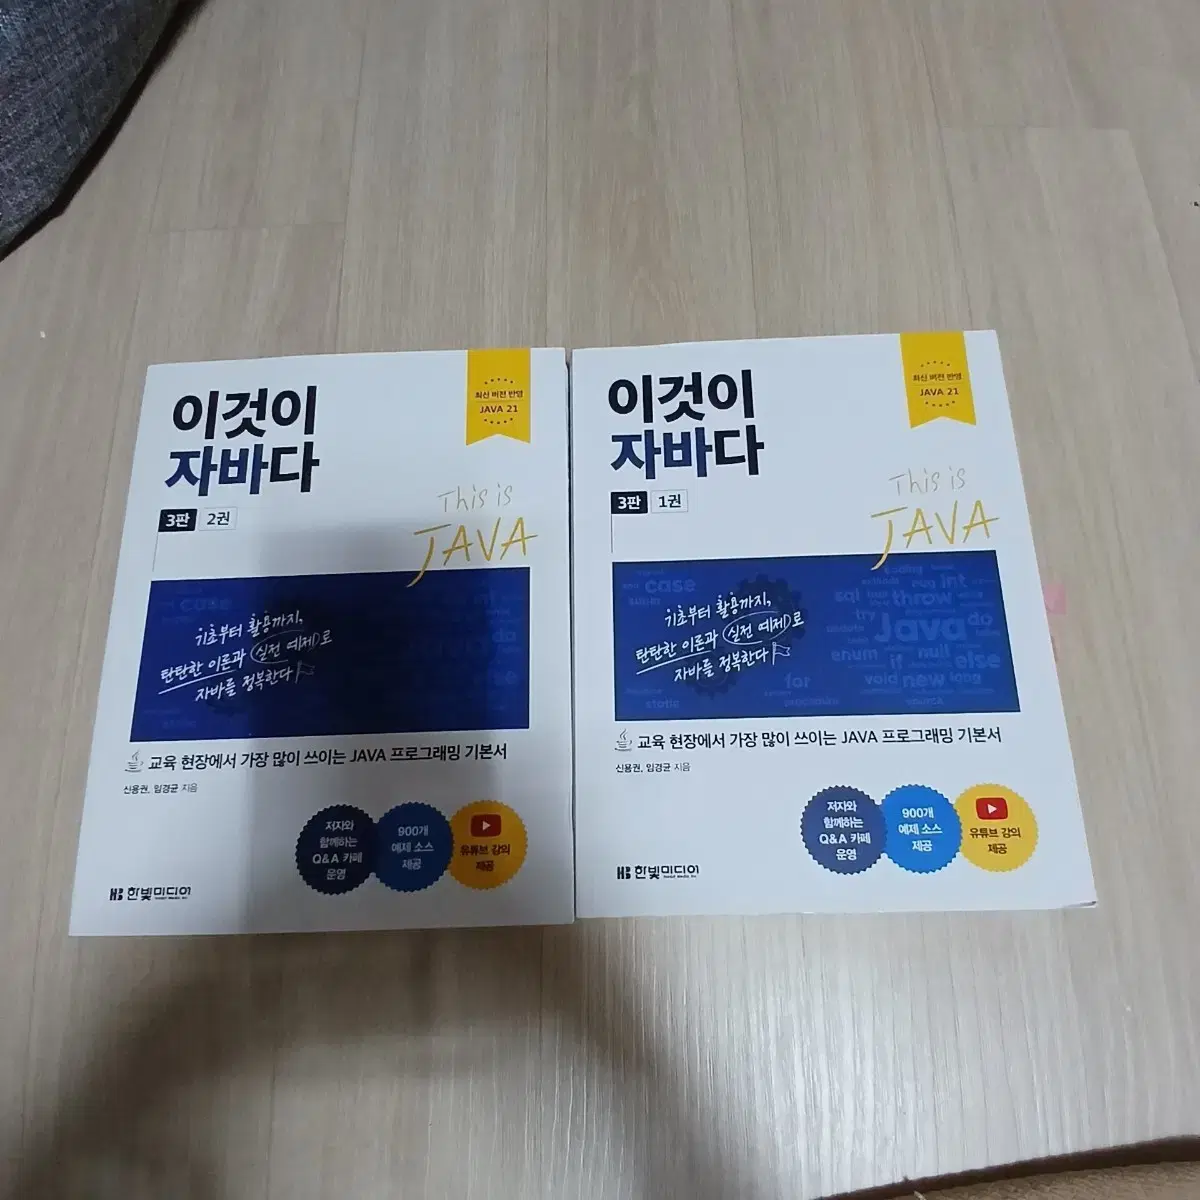 이것이
자바다
3판 2권
최신 버전 반영
JAVA 21
This is
JAVA
case
기초부터 활용까지,
탄탄한 이론과 실전 예제로
자바를 정복한다
교육 현장에서 가장 많이 쓰이는 JAVA 프로그래밍 기본서
신용권, 임경균 지음
저자와
함께하는
Q&A 카페
운영
900개
예제 소스
제공
유튜브 강의
제공
HB 한빛미디어
이것이
자바다
3판 1권
최신 버전 반영
JAVA 21
This is
JAVA
case
int
sql
throw
try
Java
do
enum
null
if
else
void new long
for
static
기초부터 활용까지,
탄탄한 이론과 실전 예제로
자바를 정복한다
교육 현장에서 가장 많이 쓰이는 JAVA 프로그래밍 기본서
신용권, 임경균 지음
저자와
함께하는
Q&A 카페
운영
900개
예제 소스
제공
유튜브 강의
제공
HB 한빛미디어